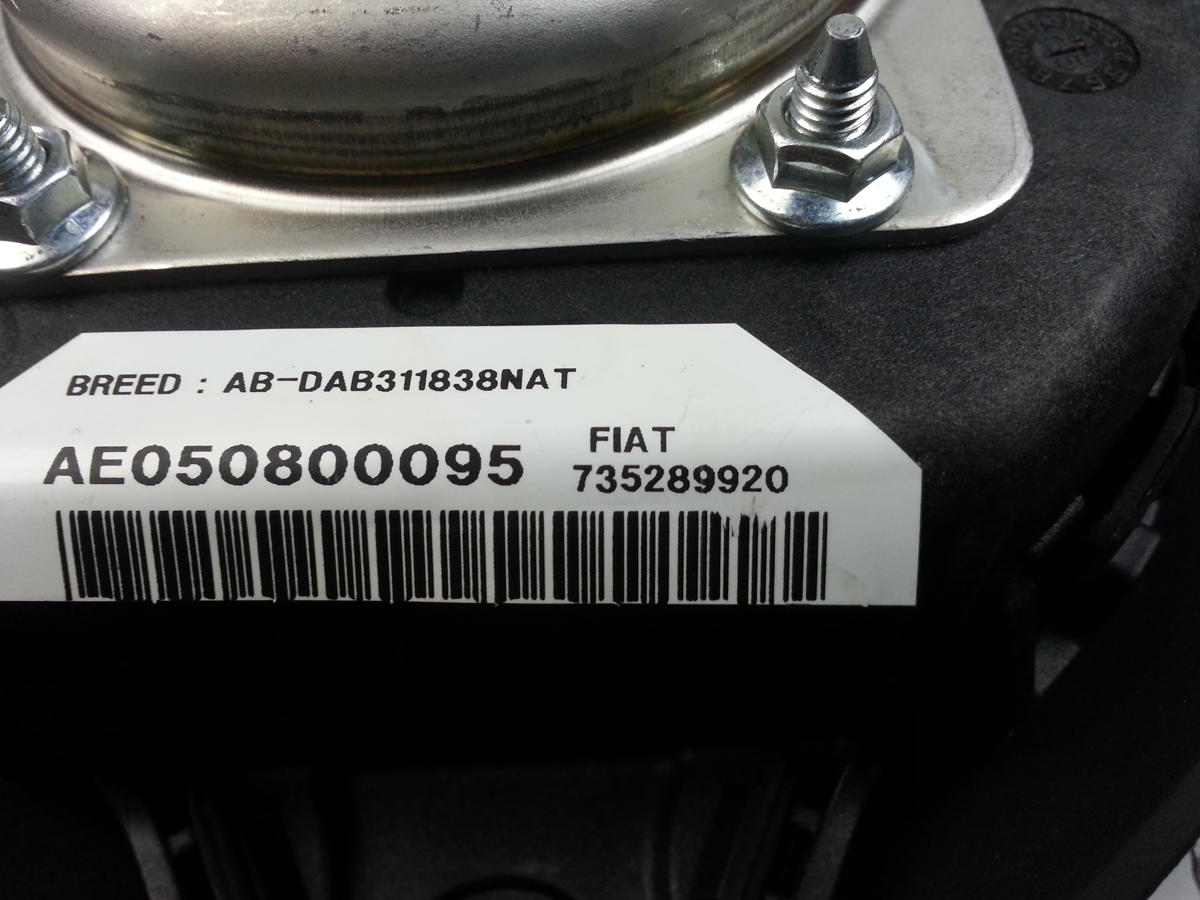 BREED : AB-DAB311838NAT
AE050800095
FIAT
735289920